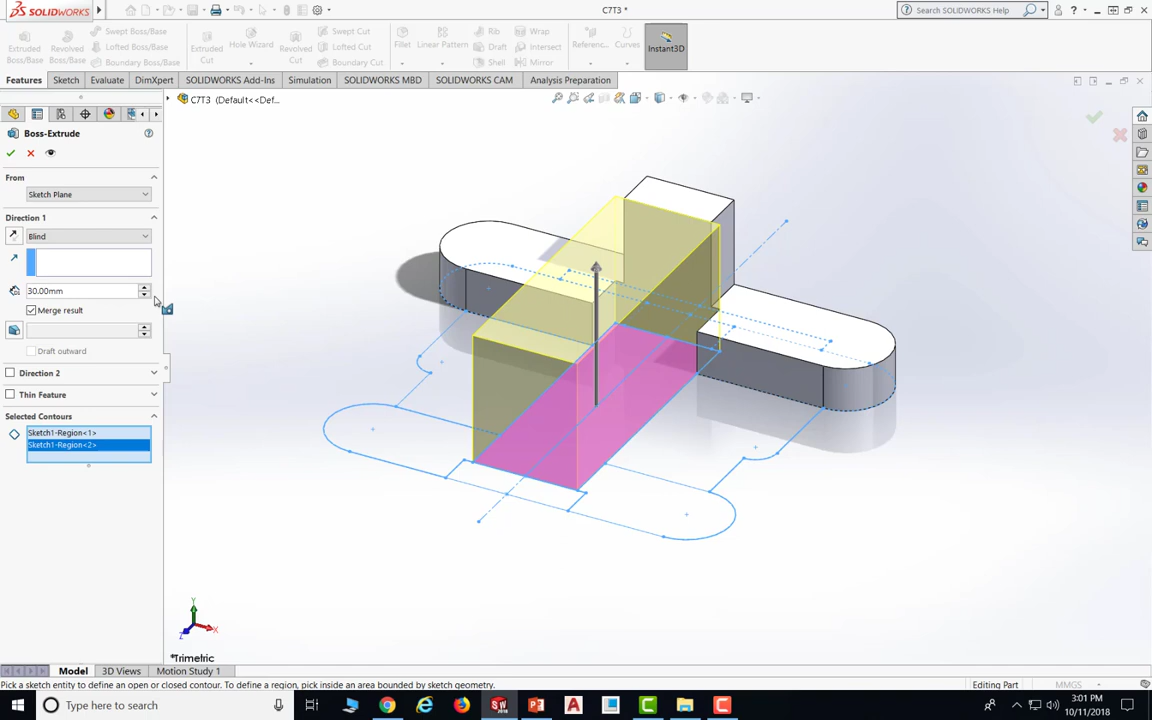 SOLIDWORKS
C7T3 *
Search SOLIDWORKS Help
Extruded Boss/Base
Revolved Boss/Base
Swept Boss/Base
Lofted Boss/Base
Boundary Boss/Base
Extruded Cut
Hole Wizard
Revolved Cut
Swept Cut
Lofted Cut
Boundary Cut
Fillet
Linear Pattern
Rib
Draft
Shell
Wrap
Intersect
Mirror
Referenc...
Curves
Instant3D
Features
Sketch
Evaluate
DimXpert
SOLIDWORKS Add-Ins
Simulation
SOLIDWORKS MBD
SOLIDWORKS CAM
Analysis Preparation
C7T3 (Default<<Def...
Boss-Extrude
From
Sketch Plane
Direction 1
Blind
30.00mm
Merge result
Draft outward
Direction 2
Thin Feature
Selected Contours
Sketch1-Region<1>
Sketch1-Region<2>
Y
X
Z
*Trimetric
Model
3D Views
Motion Study 1
Pick a sketch entity to define an open or closed contour. To define a region, pick inside an area bounded by sketch geometry.
Editing Part
MMGS
Type here to search
3:01 PM
10/11/2018